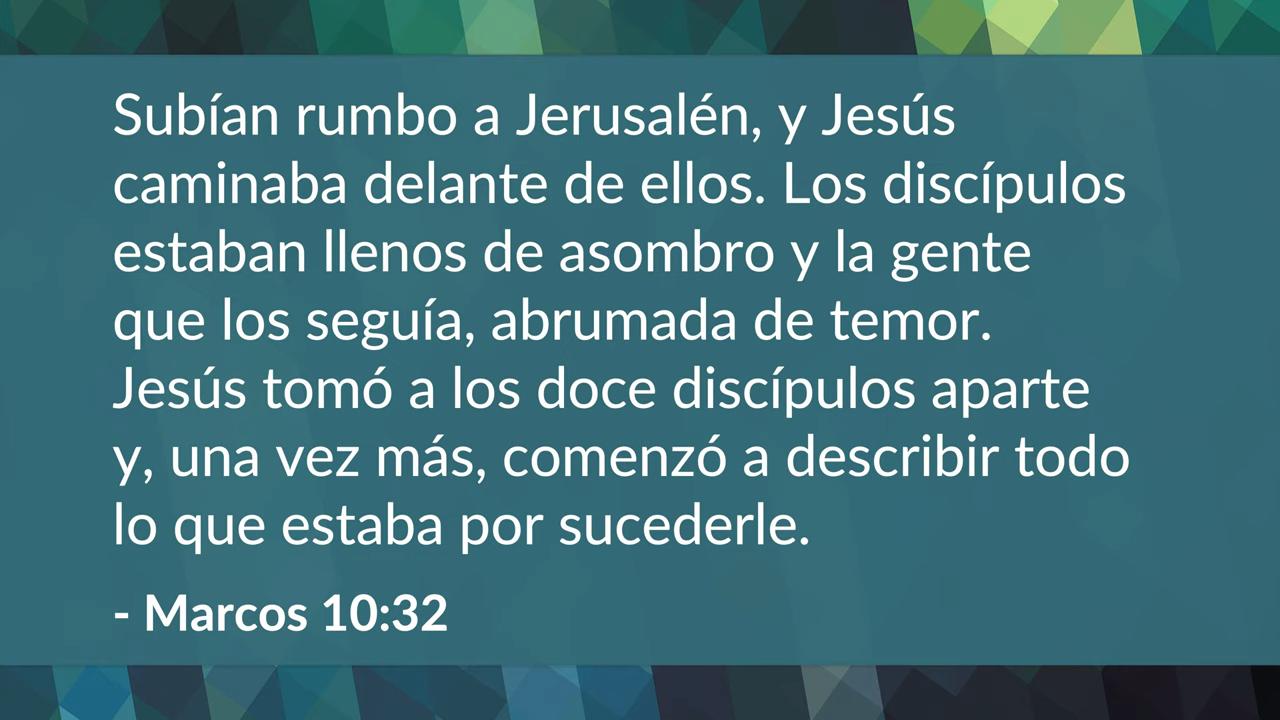 Subían rumbo a Jerusalén, y Jesús
caminaba delante de ellos. Los discípulos
estaban llenos de asombro y la gente
que los seguía, abrumada de temor.
Jesús tomó a los doce discípulos aparte
y, una vez más, comenzó a describir todo
lo que estaba por sucederle.
- Marcos 10:32